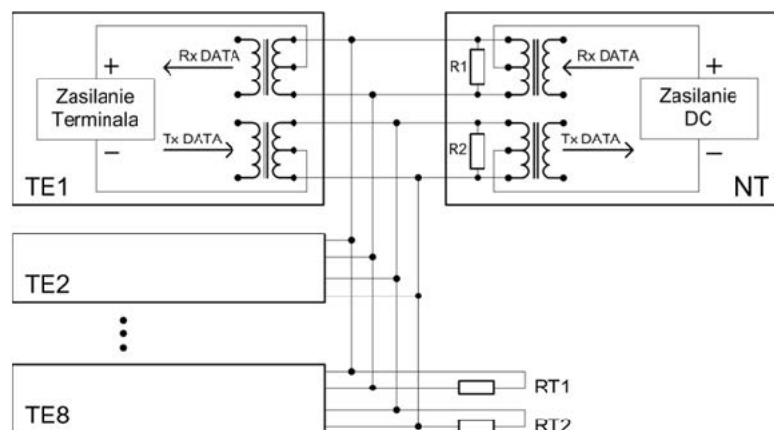 +
Rx DATA
Zasilanie
Terminala
Tx DATA
−
TE1
R1
R2
+
Rx DATA
Zasilanie
DC
Tx DATA
−
NT
TE2
TE8
RT1
RT2